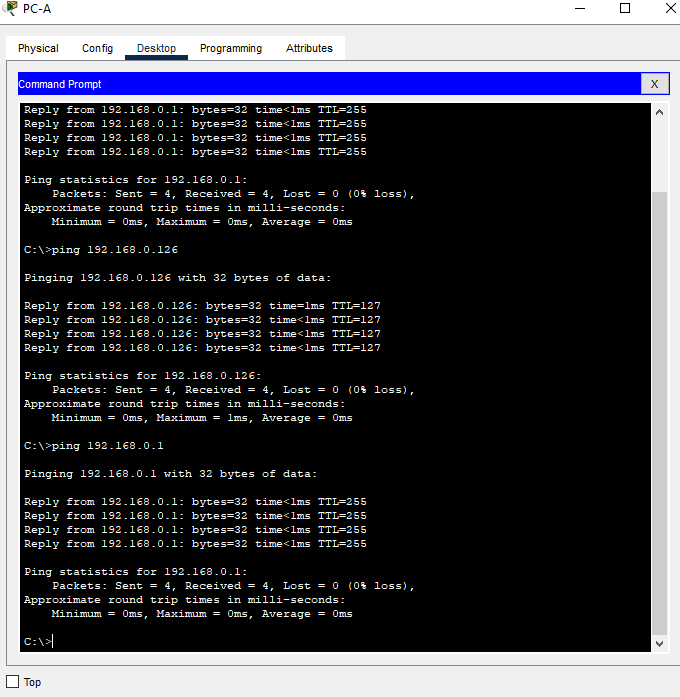 PC-A
Physical Config Desktop Programming Attributes
Command Prompt X
Reply from 192.168.0.1: bytes=32 time<1ms TTL=255
Reply from 192.168.0.1: bytes=32 time<1ms TTL=255
Reply from 192.168.0.1: bytes=32 time<1ms TTL=255
Reply from 192.168.0.1: bytes=32 time<1ms TTL=255
Ping statistics for 192.168.0.1:
Packets: Sent = 4, Received = 4, Lost = 0 (0% loss),
Approximate round trip times in milli-seconds:
Minimum = 0ms, Maximum = 0ms, Average = 0ms
C:\>ping 192.168.0.126
Pinging 192.168.0.126 with 32 bytes of data:
Reply from 192.168.0.126: bytes=32 time=1ms TTL=127
Reply from 192.168.0.126: bytes=32 time<1ms TTL=127
Reply from 192.168.0.126: bytes=32 time<1ms TTL=127
Reply from 192.168.0.126: bytes=32 time<1ms TTL=127
Ping statistics for 192.168.0.126:
Packets: Sent = 4, Received = 4, Lost = 0 (0% loss),
Approximate round trip times in milli-seconds:
Minimum = 0ms, Maximum = 1ms, Average = 0ms
C:\>ping 192.168.0.1
Pinging 192.168.0.1 with 32 bytes of data:
Reply from 192.168.0.1: bytes=32 time<1ms TTL=255
Reply from 192.168.0.1: bytes=32 time<1ms TTL=255
Reply from 192.168.0.1: bytes=32 time<1ms TTL=255
Reply from 192.168.0.1: bytes=32 time<1ms TTL=255
Ping statistics for 192.168.0.1:
Packets: Sent = 4, Received = 4, Lost = 0 (0% loss),
Approximate round trip times in milli-seconds:
Minimum = 0ms, Maximum = 0ms, Average = 0ms
C:\>
Top